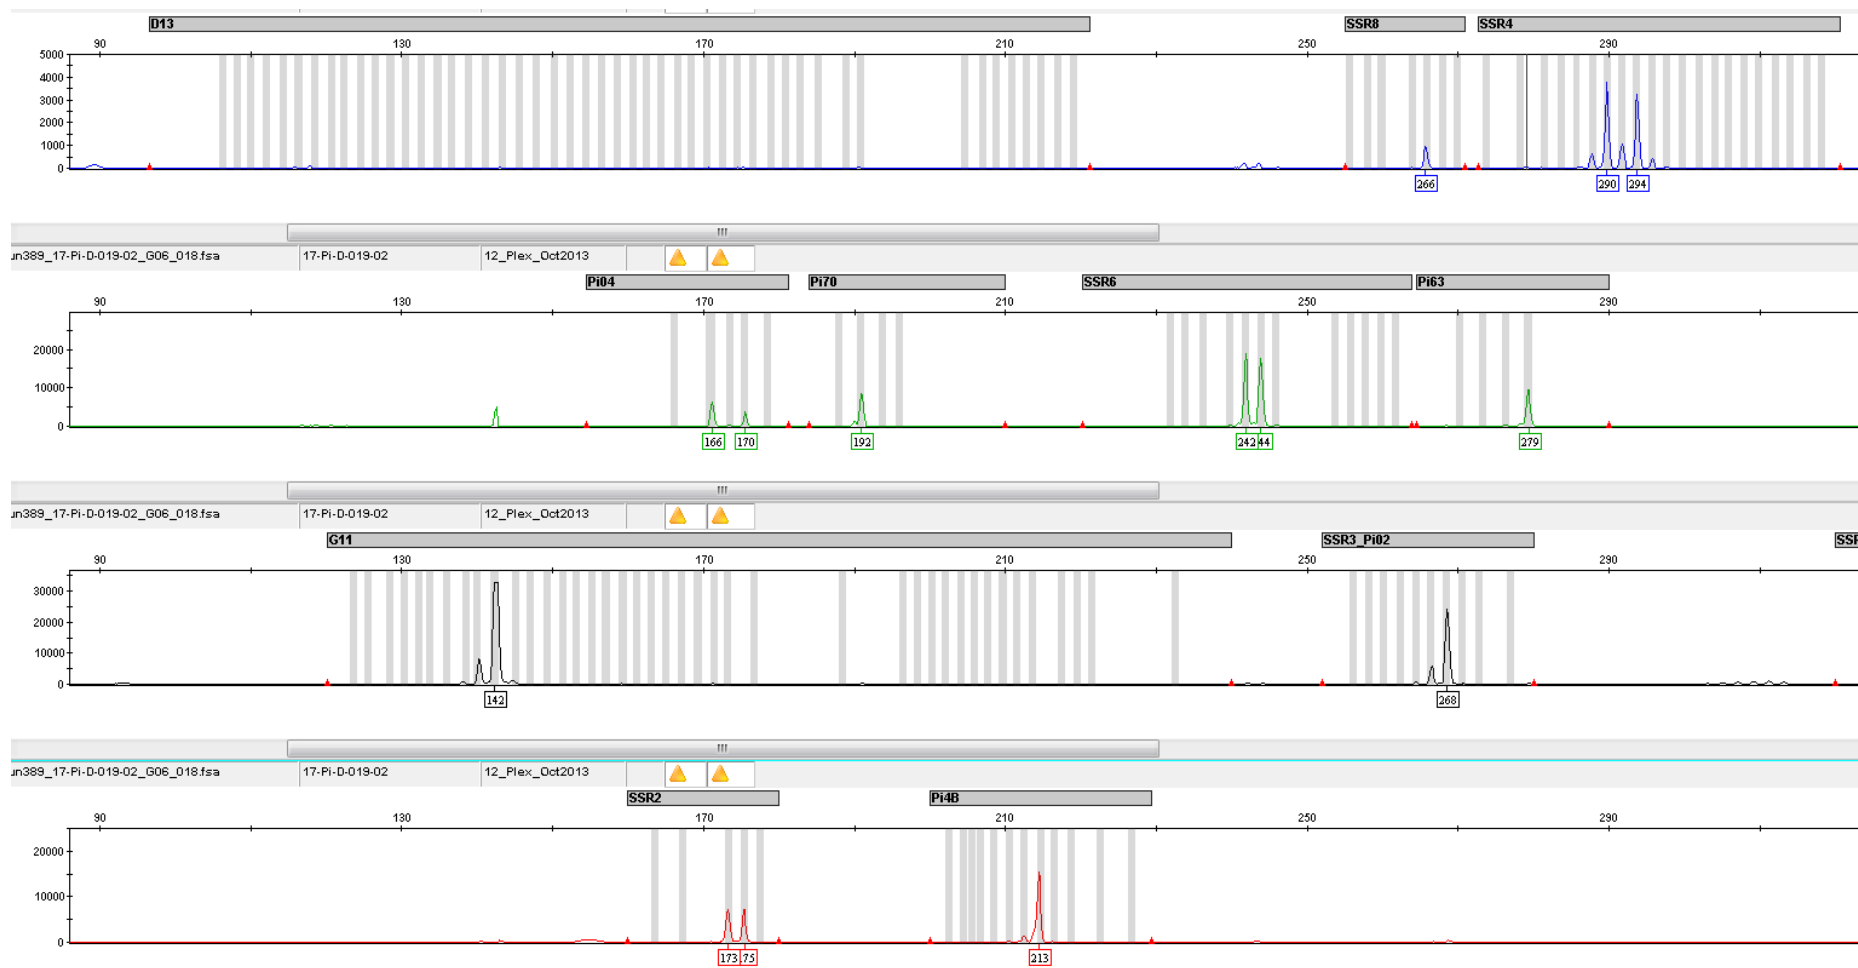 D13 SSR8 SSR4
90 130 170 210 250 290
5000
4000
3000
2000
1000
0
266 290 294
un389_17-Pi-D-019-02_G06_018.fsa 17-Pi-D-019-02 12_Plex_Oct2013
Pi04 Pi70 SSR6 Pi63
90 130 170 210 250 290
20000
10000
0
166 170 192 242 44 279
un389_17-Pi-D-019-02_G06_018.fsa 17-Pi-D-019-02 12_Plex_Oct2013
G11 SSR3_Pi02 SSR
90 130 170 210 250 290
30000
20000
10000
0
142 268
un389_17-Pi-D-019-02_G06_018.fsa 17-Pi-D-019-02 12_Plex_Oct2013
SSR2 Pi4B
90 130 170 210 250 290
20000
10000
0
173 75 213